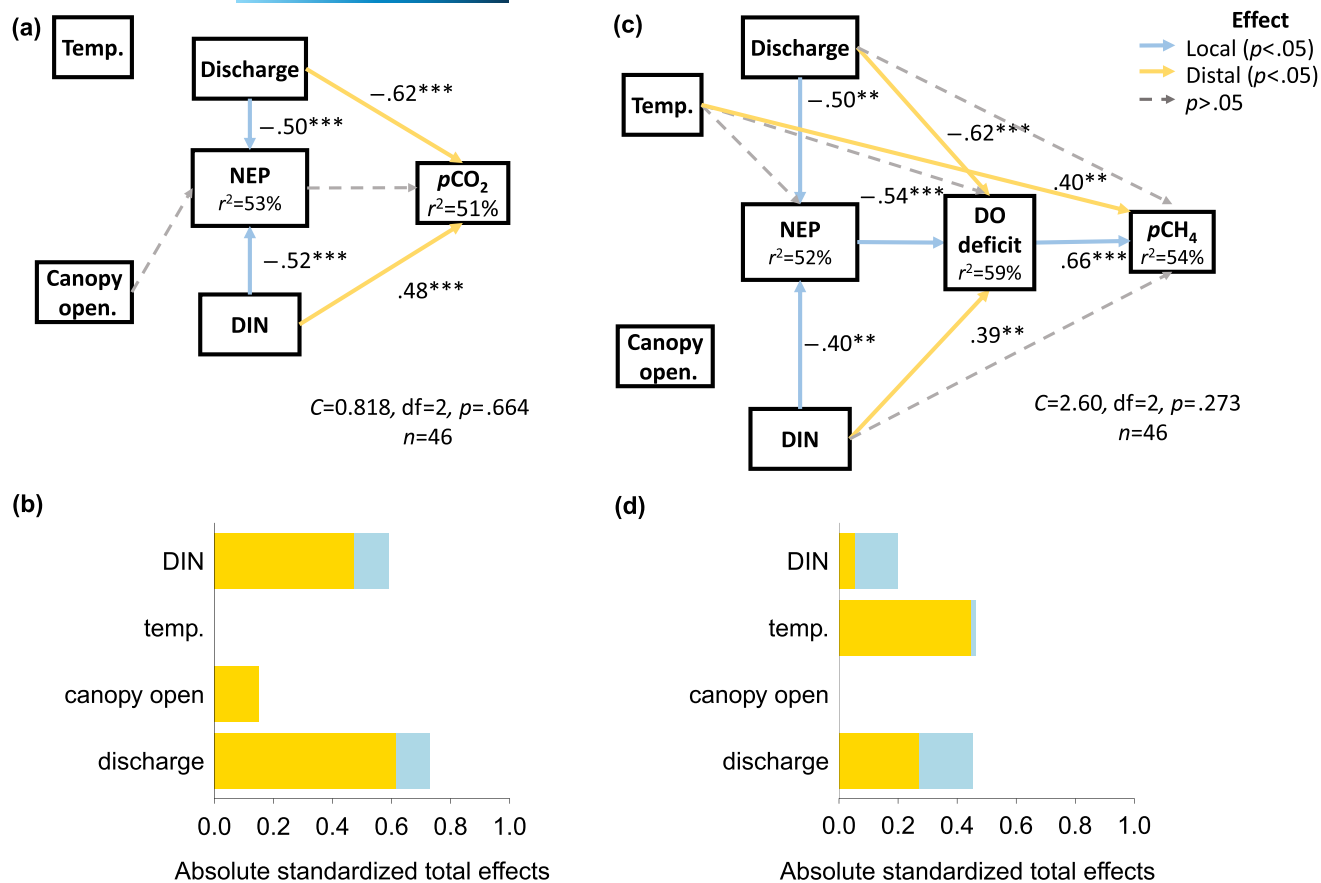 (a)
Temp.
Discharge
−.62***
−.50***
NEP
r²=53%
pCO₂
r²=51%
Canopy
open.
−.52***
.48***
DIN
C=0.818, df=2, p=.664
n=46
(c)
Discharge
Effect
Local (p<.05)
Distal (p<.05)
p>.05
Temp.
−.50**
−.62***
.40**
−.54***
NEP
r²=52%
DO
deficit
r²=59%
pCH₄
r²=54%
.66***
Canopy
open.
−.40**
.39**
DIN
C=2.60, df=2, p=.273
n=46
(b)
DIN
temp.
canopy open
discharge
0.0 0.2 0.4 0.6 0.8 1.0
Absolute standardized total effects
(d)
DIN
temp.
canopy open
discharge
0.0 0.2 0.4 0.6 0.8 1.0
Absolute standardized total effects